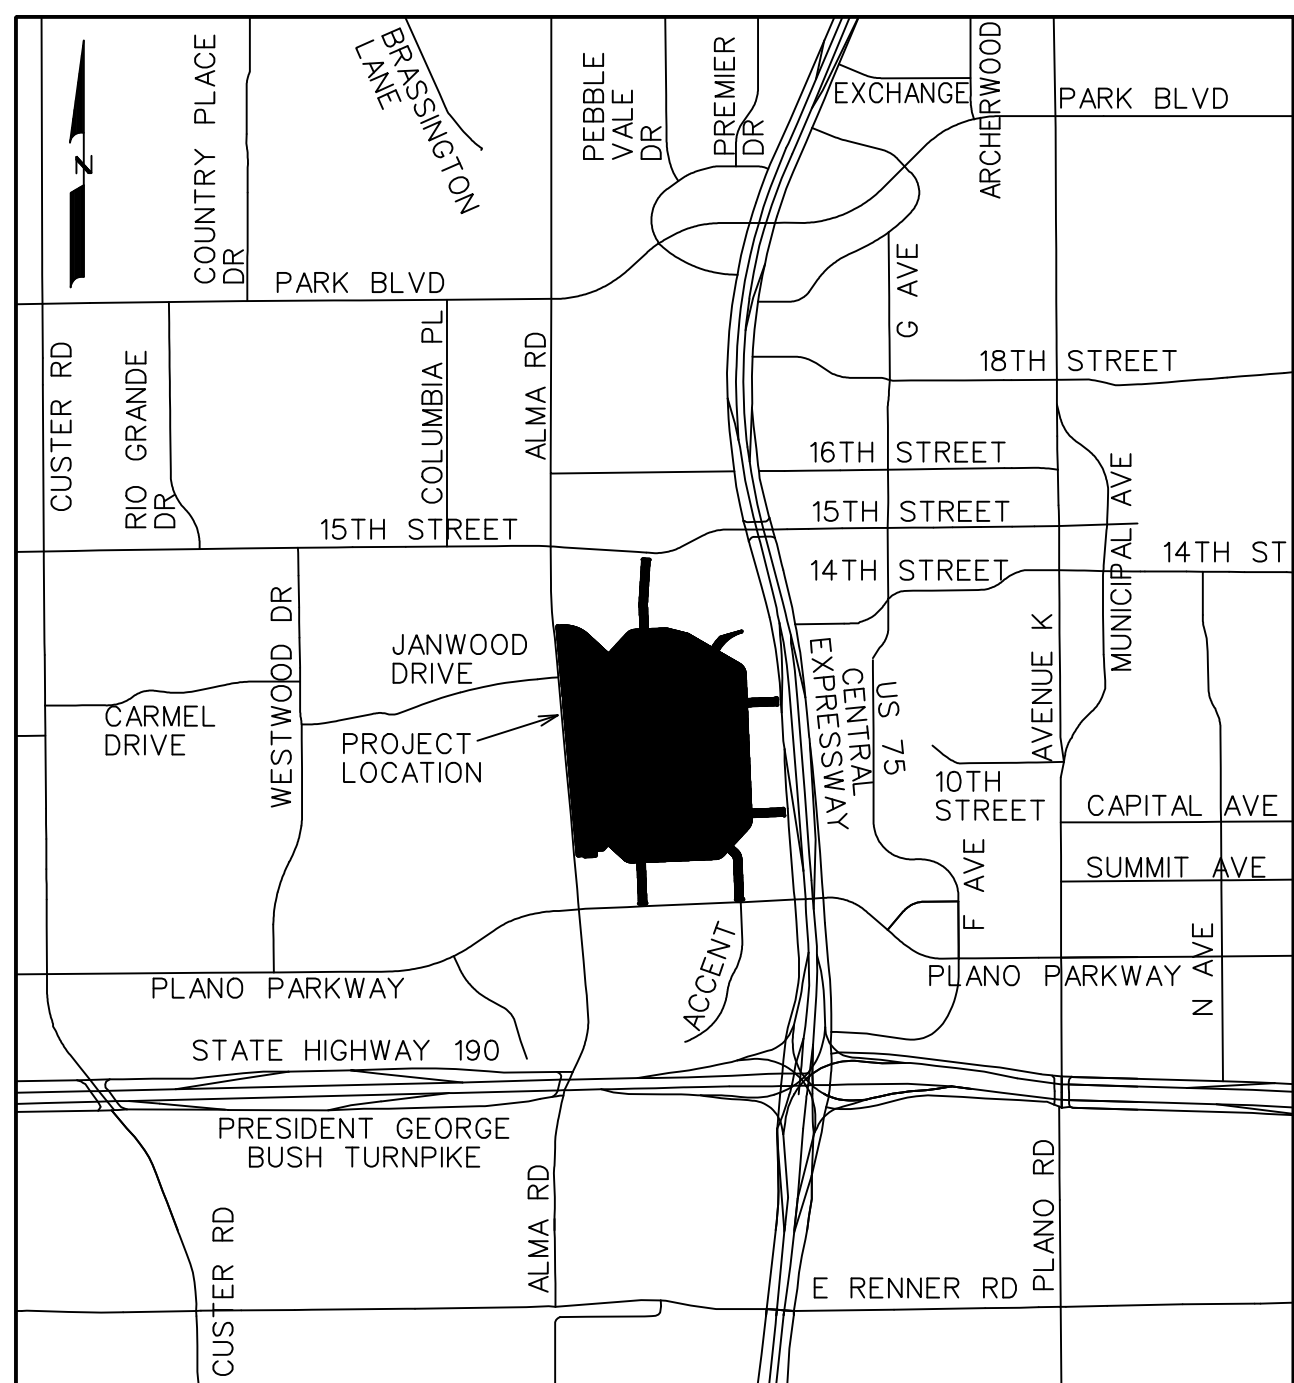 BRASSINGTON
LANE
COUNTRY PLACE
DR
PEBBLE
VALE
DR
PREMIER
DR
EXCHANGE
ARCHERWOOD
PARK BLVD
N
PARK BLVD
G AVE
CUSTER RD
RIO GRANDE
DR
COLUMBIA PL
ALMA RD
18TH STREET
16TH STREET
15TH STREET
15TH STREET
14TH STREET
14TH ST
MUNICIPAL AVE
WESTWOOD DR
JANWOOD
DRIVE
CARMEL
DRIVE
PROJECT
LOCATION
US 75
CENTRAL
EXPRESSWAY
AVENUE K
10TH
STREET
CAPITAL AVE
SUMMIT AVE
F AVE
N AVE
ACCENT
PLANO PARKWAY
PLANO PARKWAY
STATE HIGHWAY 190
PRESIDENT GEORGE
BUSH TURNPIKE
CUSTER RD
ALMA RD
PLANO RD
E RENNER RD